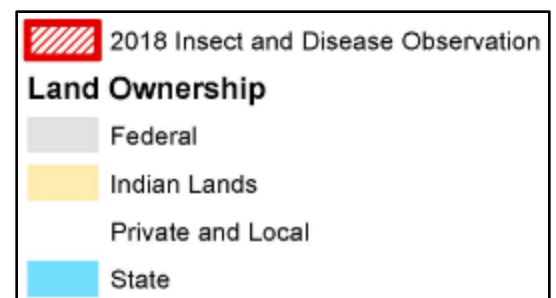 2018 Insect and Disease Observation
Land Ownership
Federal
Indian Lands
Private and Local
State